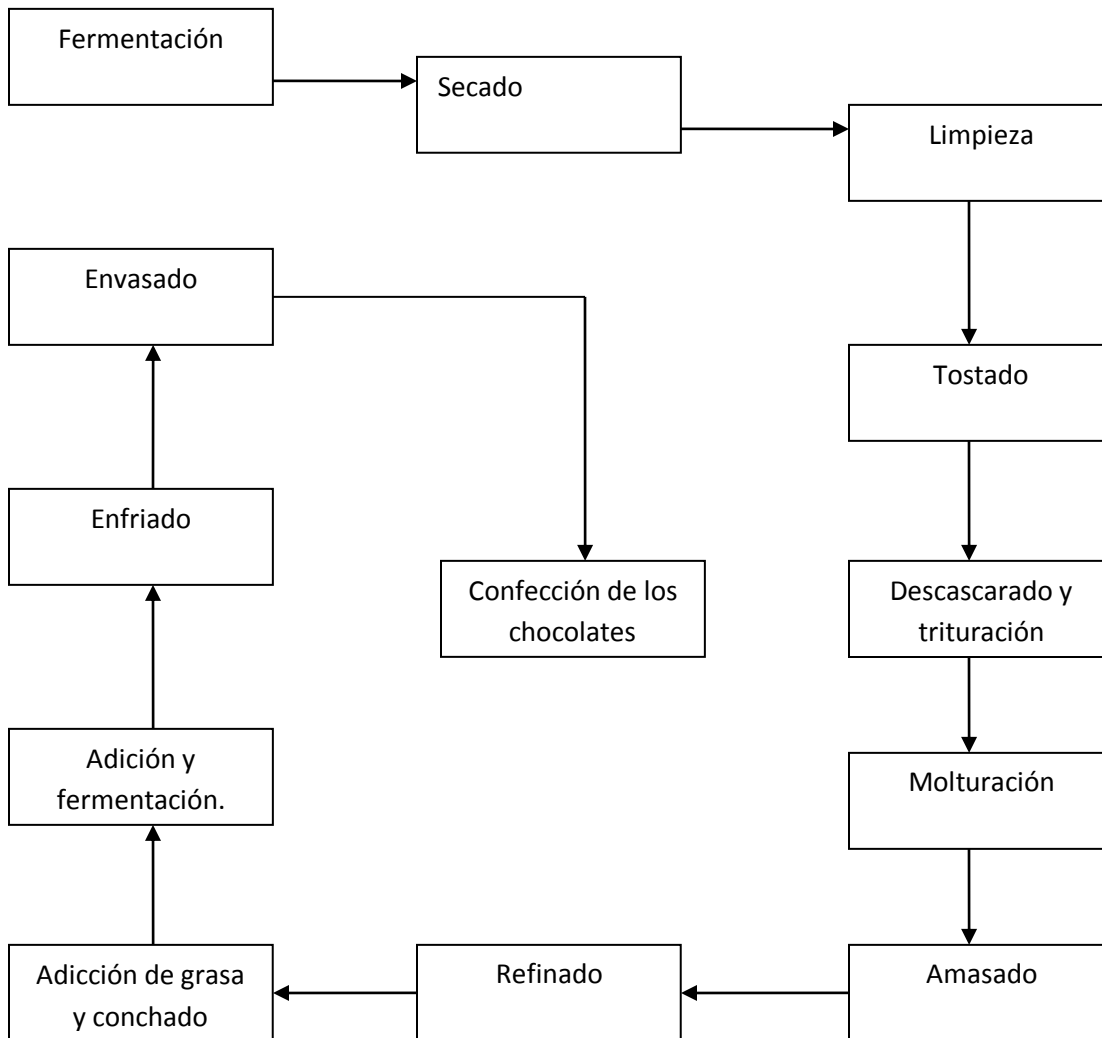 Fermentación
Secado
Limpieza
Tostado
Descascarado y
trituración
Molturación
Amasado
Refinado
Adicción de grasa
y conchado
Adición y
fermentación.
Enfriado
Envasado
Confección de los
chocolates